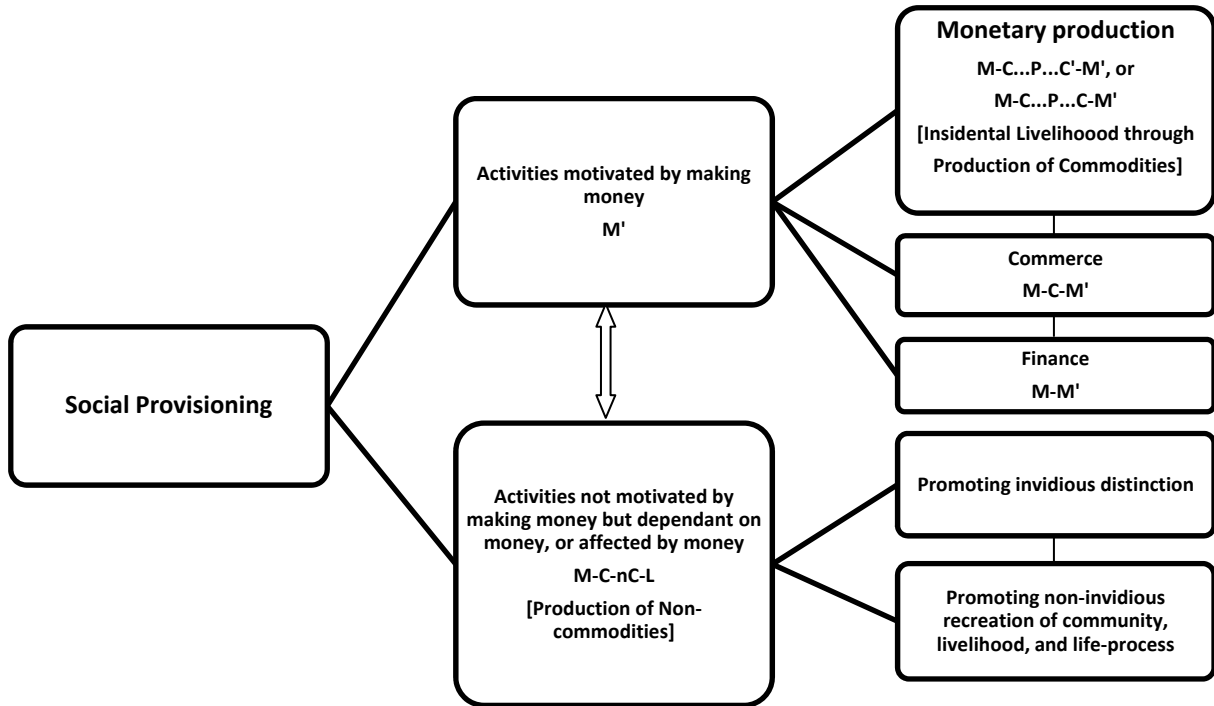 Social Provisioning
Activities motivated by making
money
M'
Activities not motivated by
making money but dependant on
money, or affected by money
M-C-nC-L
[Production of Non-
commodities]
Monetary production
M-C...P...C'-M', or
M-C...P...C-M'
[Insidental Livelihoood through
Production of Commodities]
Commerce
M-C-M'
Finance
M-M'
Promoting invidious distinction
Promoting non-invidious
recreation of community,
livelihood, and life-process